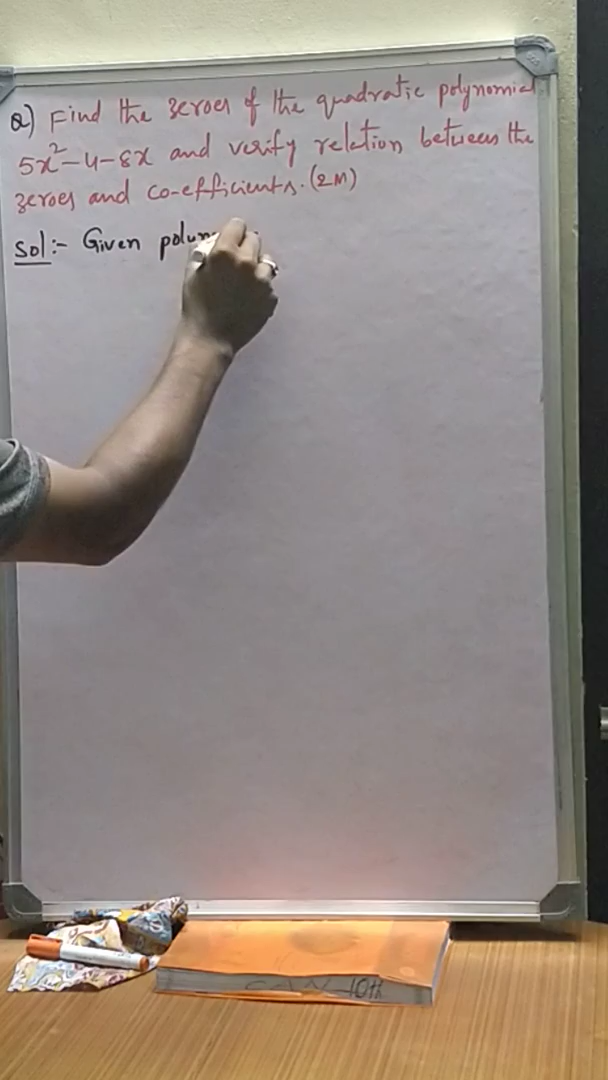 Q) Find the zeroes of the quadratic polynomial
5x²-4-8x and verify relation between the
zeroes and co-efficients. (2M)
Sol:- Given
10th